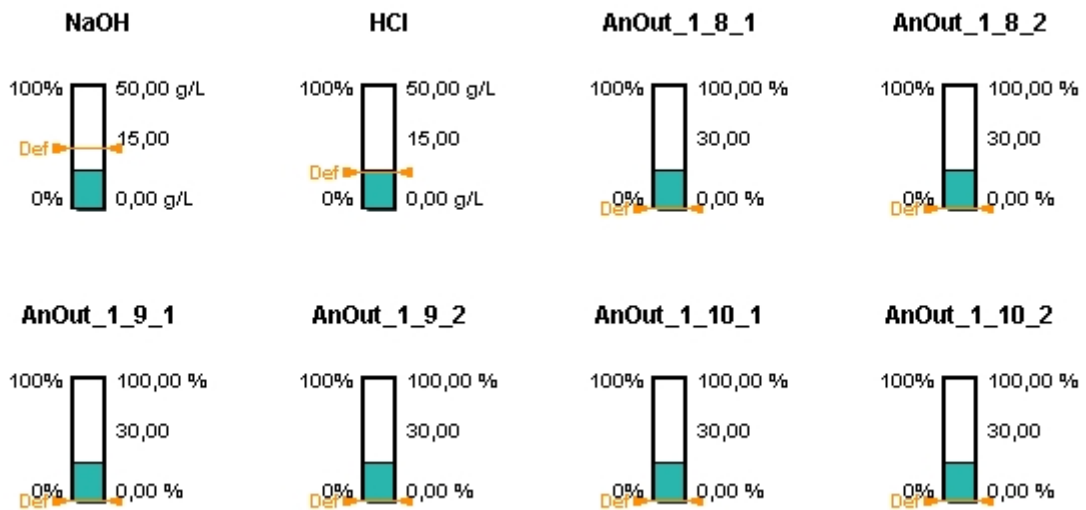 NaOH HCl AnOut_1_8_1 AnOut_1_8_2
100% 50,00 g/L 100% 50,00 g/L 100% 100,00 % 100% 100,00 %
15,00 15,00 30,00 30,00
Def Def
0% 0,00 g/L 0% 0,00 g/L 0% 0,00 % 0% 0,00 %
Def Def
AnOut_1_9_1 AnOut_1_9_2 AnOut_1_10_1 AnOut_1_10_2
100% 100,00 % 100% 100,00 % 100% 100,00 % 100% 100,00 %
30,00 30,00 30,00 30,00
0% 0,00 % 0% 0,00 % 0% 0,00 % 0% 0,00 %
Def Def Def Def